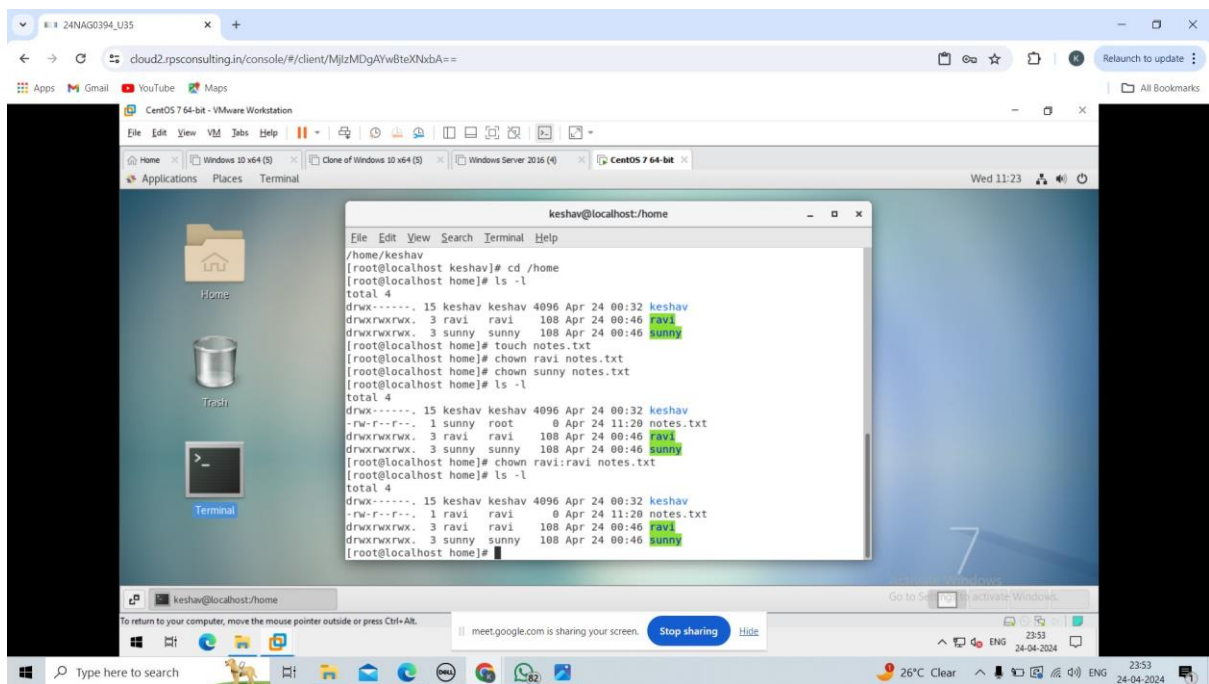 24NAG0394_U35
cloud2.rpsconsulting.in/console/#/client/MjIzMDgAYwBteXNxbA==
K
Relaunch to update
Apps Gmail YouTube Maps All Bookmarks
CentOS 7 64-bit - VMware Workstation
File Edit View VM Tabs Help
Home Windows 10 x64 (5) Clone of Windows 10 x64 (5) Windows Server 2016 (4) CentOS 7 64-bit
Applications Places Terminal Wed 11:23
Home
Trash
Terminal
keshav@localhost:/home
File Edit View Search Terminal Help
/home/keshav
[root@localhost keshav]# cd /home
[root@localhost home]# ls -l
total 4
drwx------. 15 keshav keshav 4096 Apr 24 00:32 keshav
drwxrwxrwx. 3 ravi ravi 108 Apr 24 00:46 ravi
drwxrwxrwx. 3 sunny sunny 108 Apr 24 00:46 sunny
[root@localhost home]# touch notes.txt
[root@localhost home]# chown ravi notes.txt
[root@localhost home]# chown sunny notes.txt
[root@localhost home]# ls -l
total 4
drwx------. 15 keshav keshav 4096 Apr 24 00:32 keshav
-rw-r--r--. 1 sunny root 0 Apr 24 11:20 notes.txt
drwxrwxrwx. 3 ravi ravi 108 Apr 24 00:46 ravi
drwxrwxrwx. 3 sunny sunny 108 Apr 24 00:46 sunny
[root@localhost home]# chown ravi:ravi notes.txt
[root@localhost home]# ls -l
total 4
drwx------. 15 keshav keshav 4096 Apr 24 00:32 keshav
-rw-r--r--. 1 ravi ravi 0 Apr 24 11:20 notes.txt
drwxrwxrwx. 3 ravi ravi 108 Apr 24 00:46 ravi
drwxrwxrwx. 3 sunny sunny 108 Apr 24 00:46 sunny
[root@localhost home]#
7
Activate Windows
Go to Settings to activate Windows.
keshav@localhost:/home
To return to your computer, move the mouse pointer outside or press Ctrl+Alt.
meet.google.com is sharing your screen. Stop sharing Hide
ENG 23:53
24-04-2024
Type here to search
DELL
82
26°C Clear ENG 23:53
24-04-2024